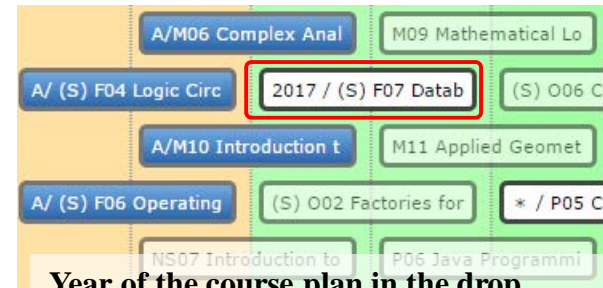 A/M06 Complex Anal
M09 Mathematical Lo
A/ (S) F04 Logic Circ
2017 / (S) F07 Datab
(S) O06 C
A/M10 Introduction t
M11 Applied Geomet
A/ (S) F06 Operating
(S) O02 Factories for
* / P05 C
NS07 Introduction to
P06 Java Programmi
Year of the course plan in the drop